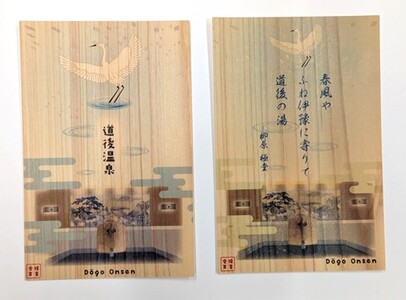 道後温泉
Dōgo Onsen
春風や
ふね伊豫に寄りて
道後の湯
柳原 極堂
Dōgo Onsen